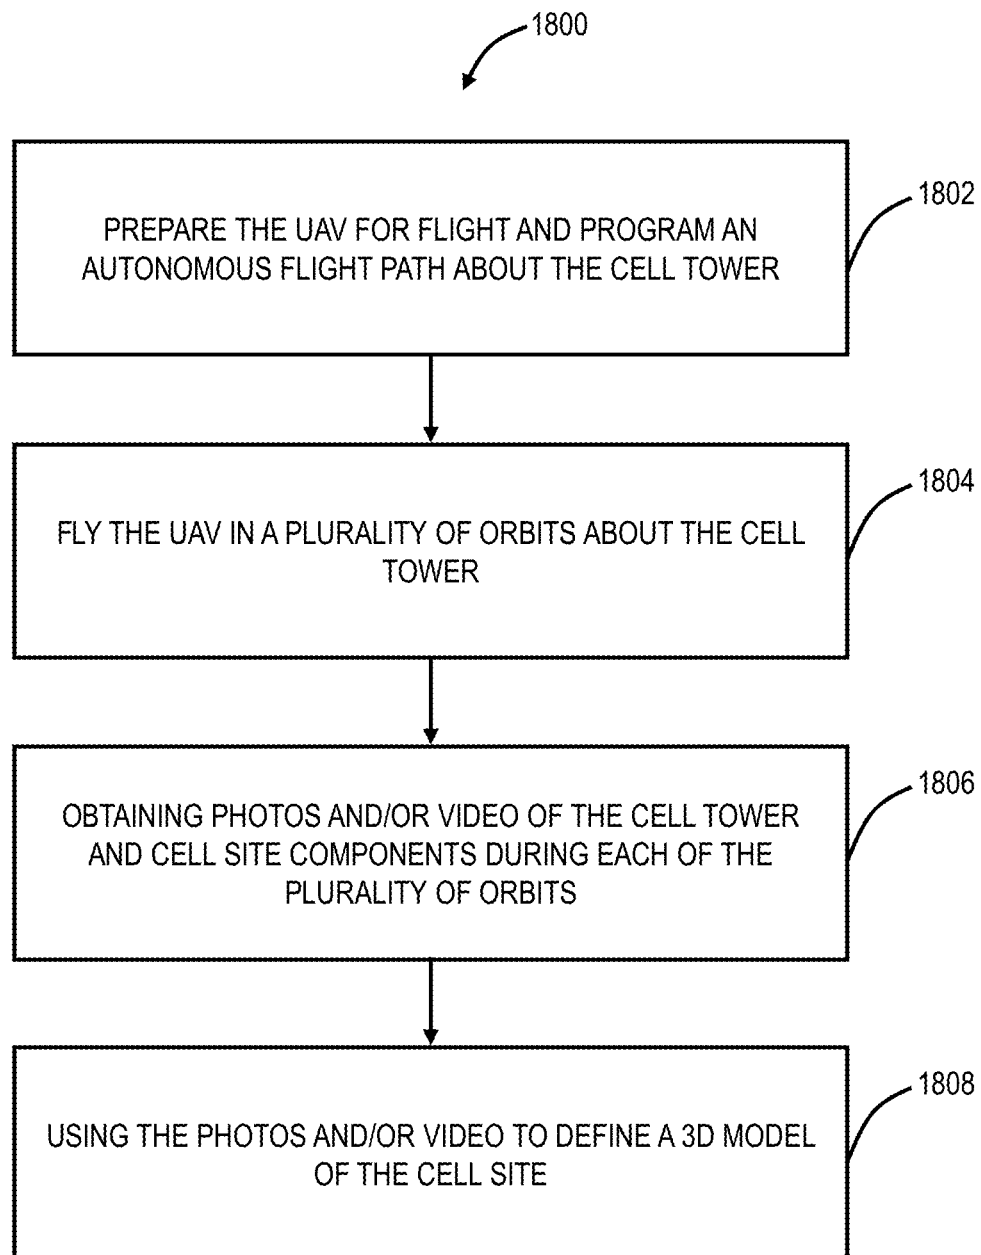 1800
PREPARE THE UAV FOR FLIGHT AND PROGRAM AN
AUTONOMOUS FLIGHT PATH ABOUT THE CELL TOWER
1802
FLY THE UAV IN A PLURALITY OF ORBITS ABOUT THE CELL
TOWER
1804
OBTAINING PHOTOS AND/OR VIDEO OF THE CELL TOWER
AND CELL SITE COMPONENTS DURING EACH OF THE
PLURALITY OF ORBITS
1806
USING THE PHOTOS AND/OR VIDEO TO DEFINE A 3D MODEL
OF THE CELL SITE
1808